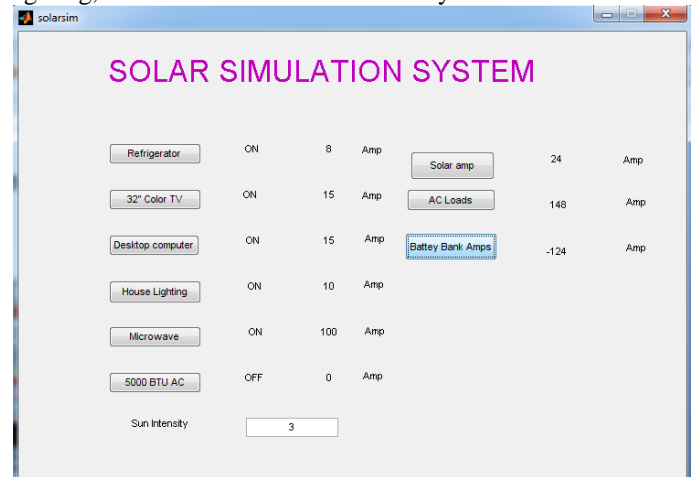 solarsim
SOLAR SIMULATION SYSTEM
Refrigerator ON 8 Amp
32" Color TV ON 15 Amp
Desktop computer ON 15 Amp
House Lighting ON 10 Amp
Microwave ON 100 Amp
5000 BTU AC OFF 0 Amp
Sun Intensity 3
Solar amp 24 Amp
AC Loads 148 Amp
Battey Bank Amps -124 Amp